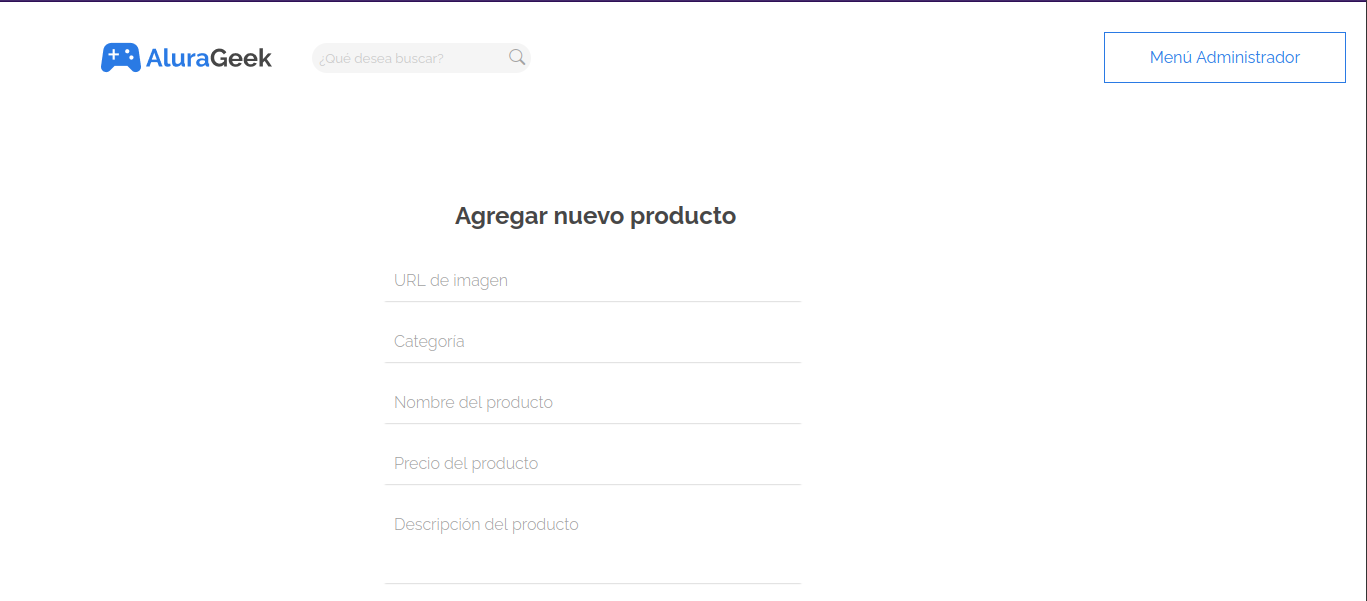 AluraGeek
¿Qué desea buscar?
Menú Administrador
Agregar nuevo producto
URL de imagen
Categoría
Nombre del producto
Precio del producto
Descripción del producto